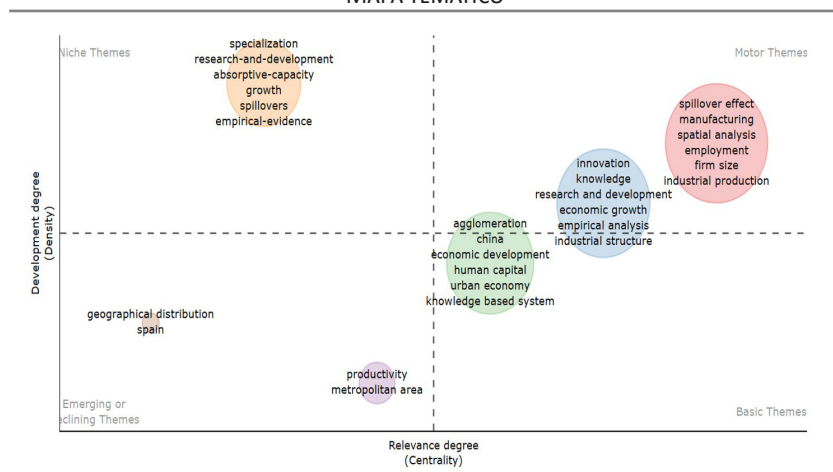 MAPA TEMÁTICO
Niche Themes
Motor Themes
specialization
research-and-development
absorptive-capacity
growth
spillovers
empirical-evidence
spillover effect
manufacturing
spatial analysis
employment
firm size
industrial production
innovation
knowledge
research and development
economic growth
empirical analysis
industrial structure
agglomeration
china
economic development
human capital
urban economy
knowledge based system
geographical distribution
spain
productivity
metropolitan area
Emerging or
eclining Themes
Basic Themes
Development degree
(Density)
Relevance degree
(Centrality)